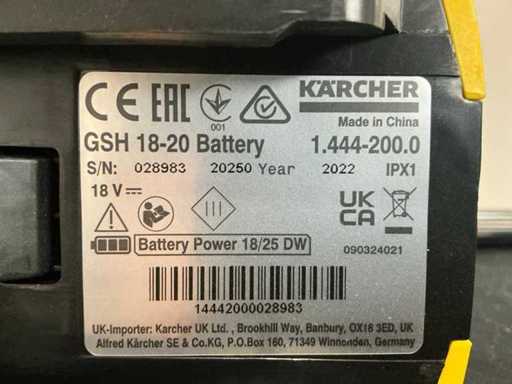 CE EAC 001 KÄRCHER
Made in China
GSH 18-20 Battery 1.444-200.0
S/N: 028983 20250 Year 2022 IPX1
18 V
UK
CA
Battery Power 18/25 DW
090324021
14442000028983
UK-Importer: Karcher UK Ltd. , Brookhill Way, Banbury, OX16 3ED, UK
Alfred Kärcher SE & Co.KG, P.O.Box 160, 71349 Winnenden, Germany